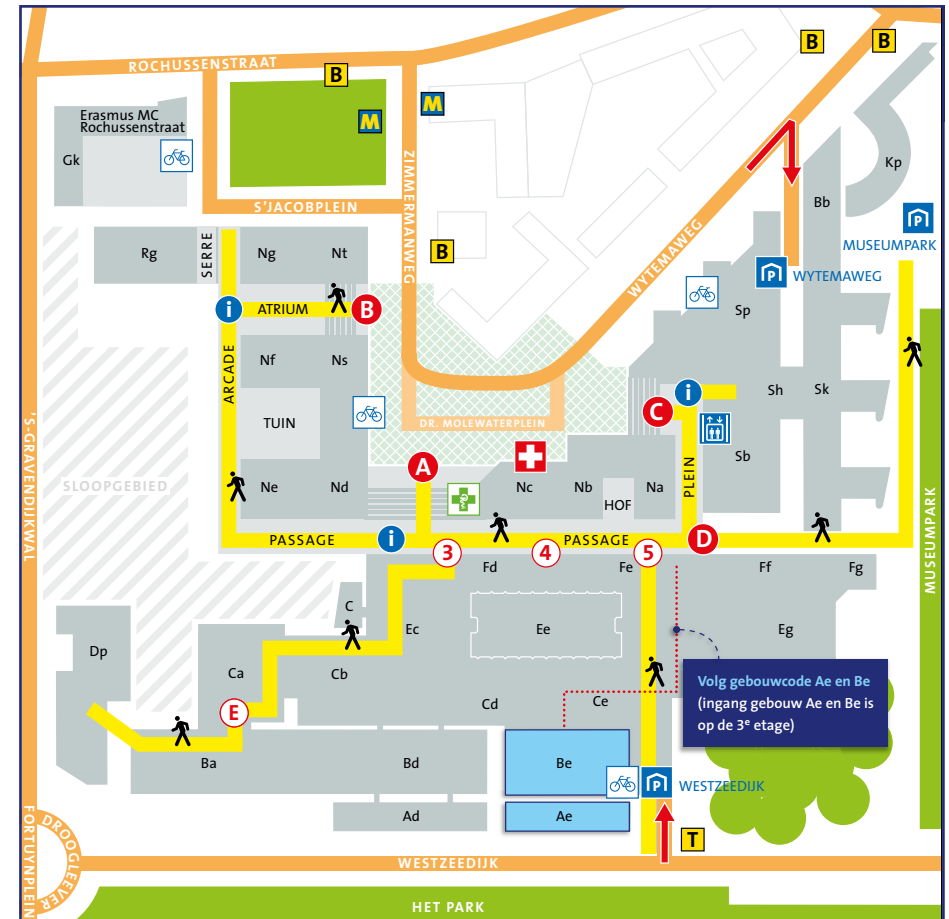 B
B
ROCHUSSENSTRAAT
B
Erasmus MC
Rochussenstraat
Gk
M
M
ZIMMERMANWEG
Kp
Bb
S'JACOBPLEIN
MUSEUMPARK
P
Rg
SERRE
Ng
Nt
B
WYTEMAWEG
P
WYTEMAWEG
i
ATRIUM
B
Sp
ARCADE
Nf
Ns
TUIN
DR. MOLEWATERPLEIN
C
i
Sh
Sk
'S-GRAVENDIJKWAL
SLOOPGEBIED
Ne
Nd
A
Nc
Nb
HOF
Na
PLEIN
Sb
PASSAGE
i
PASSAGE
D
3
4
5
MUSEUMPARK
Fd
Fe
Ff
Fg
C
Ec
Ee
Eg
Dp
Ca
Cb
Cd
Ce
Volg gebouwcode Ae en Be
(ingang gebouw Ae en Be is
op de 3e etage)
E
Ba
Bd
Be
P
WESTZEEDIJK
Ad
Ae
T
DROOGLEEVER
FORTUYNPLEIN
WESTZEEDIJK
HET PARK